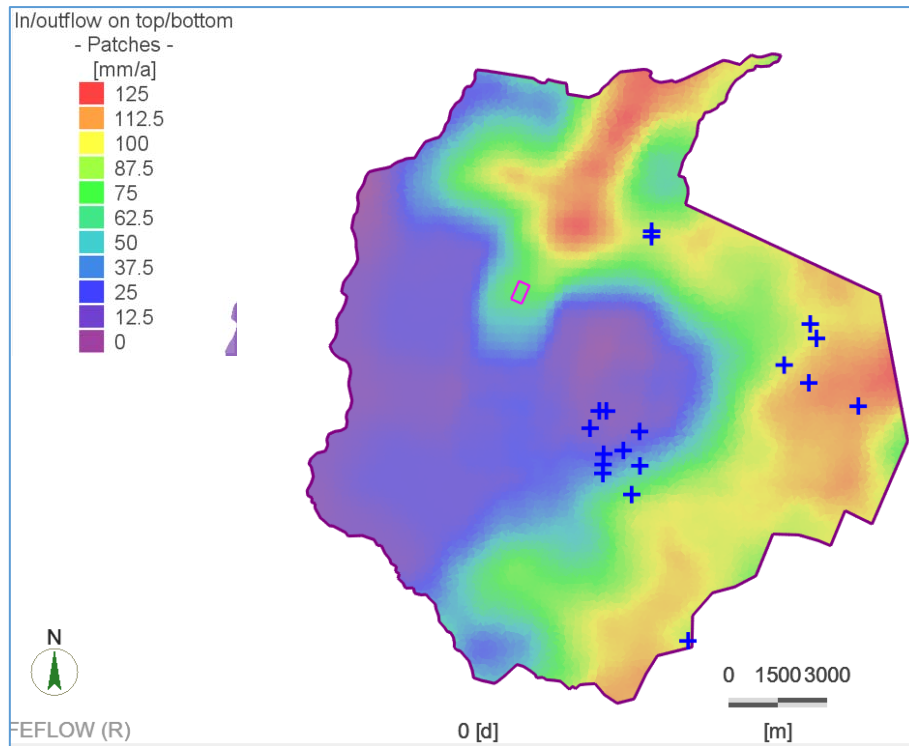 In/outflow on top/bottom
- Patches -
[mm/a]
125
112.5
100
87.5
75
62.5
50
37.5
25
12.5
0
N
0 1500 3000
FEFLOW (R)
0 [d]
[m]